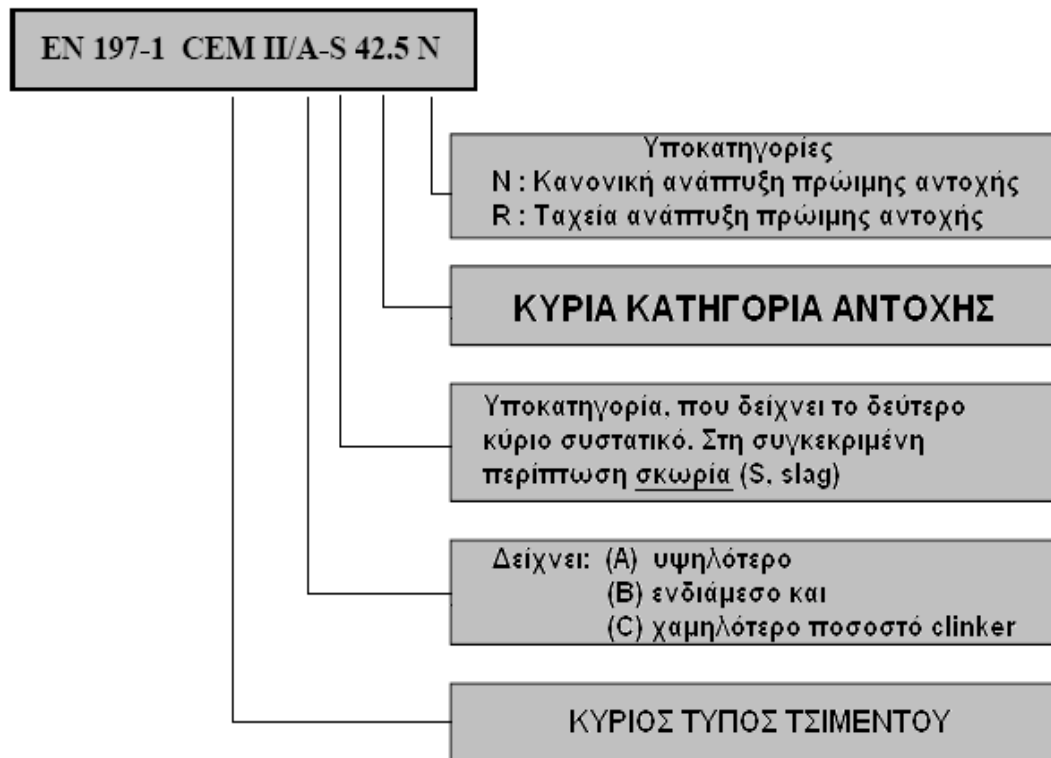 EN 197-1 CEM II/A-S 42.5 N
Υποκατηγορίες
N : Κανονική ανάπτυξη πρώιμης αντοχής
R : Ταχεία ανάπτυξη πρώιμης αντοχής
ΚΥΡΙΑ ΚΑΤΗΓΟΡΙΑ ΑΝΤΟΧΗΣ
Υποκατηγορία, που δείχνει το δεύτερο
κύριο συστατικό. Στη συγκεκριμένη
περίπτωση σκωρία (S, slag)
Δείχνει: (A) υψηλότερο
(B) ενδιάμεσο και
(C) χαμηλότερο ποσοστό clinker
ΚΥΡΙΟΣ ΤΥΠΟΣ ΤΣΙΜΕΝΤΟΥ